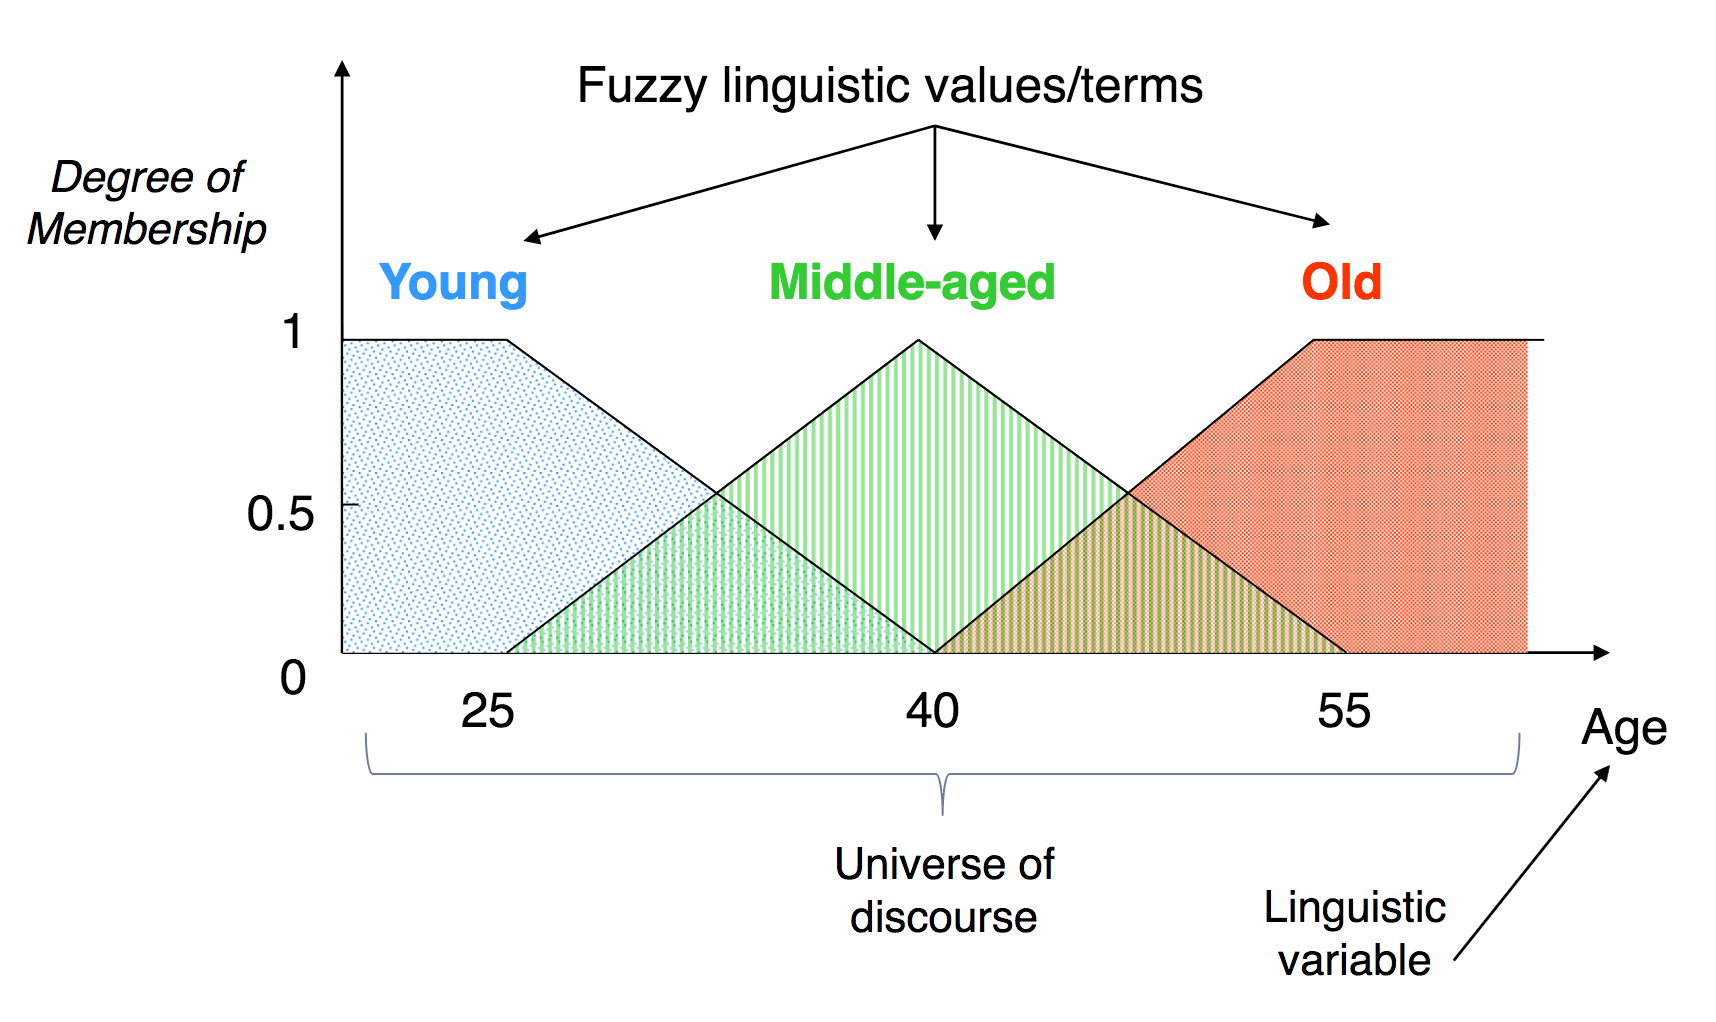 Fuzzy linguistic values/terms
Degree of
Membership
Young
Middle-aged
Old
1
0.5
0
25
40
55
Age
Universe of
discourse
Linguistic
variable